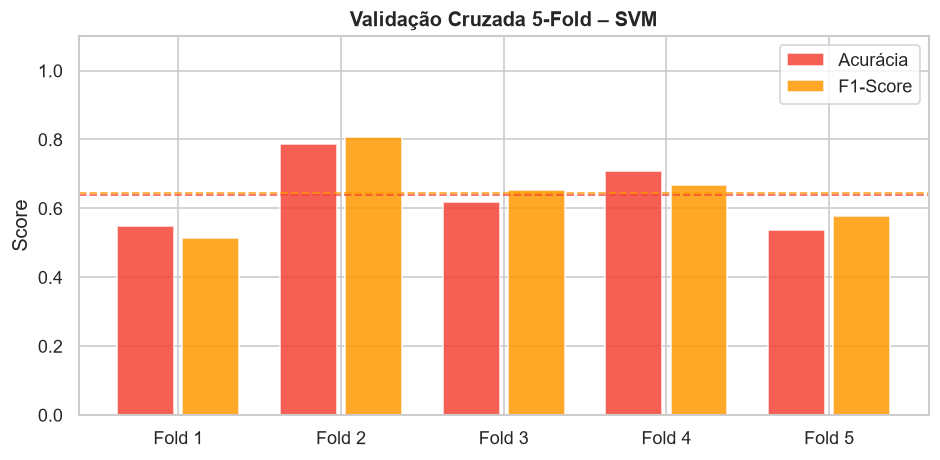 Validação Cruzada 5-Fold – SVM
Acurácia
F1-Score
Score
1.0
0.8
0.6
0.4
0.2
0.0
Fold 1
Fold 2
Fold 3
Fold 4
Fold 5